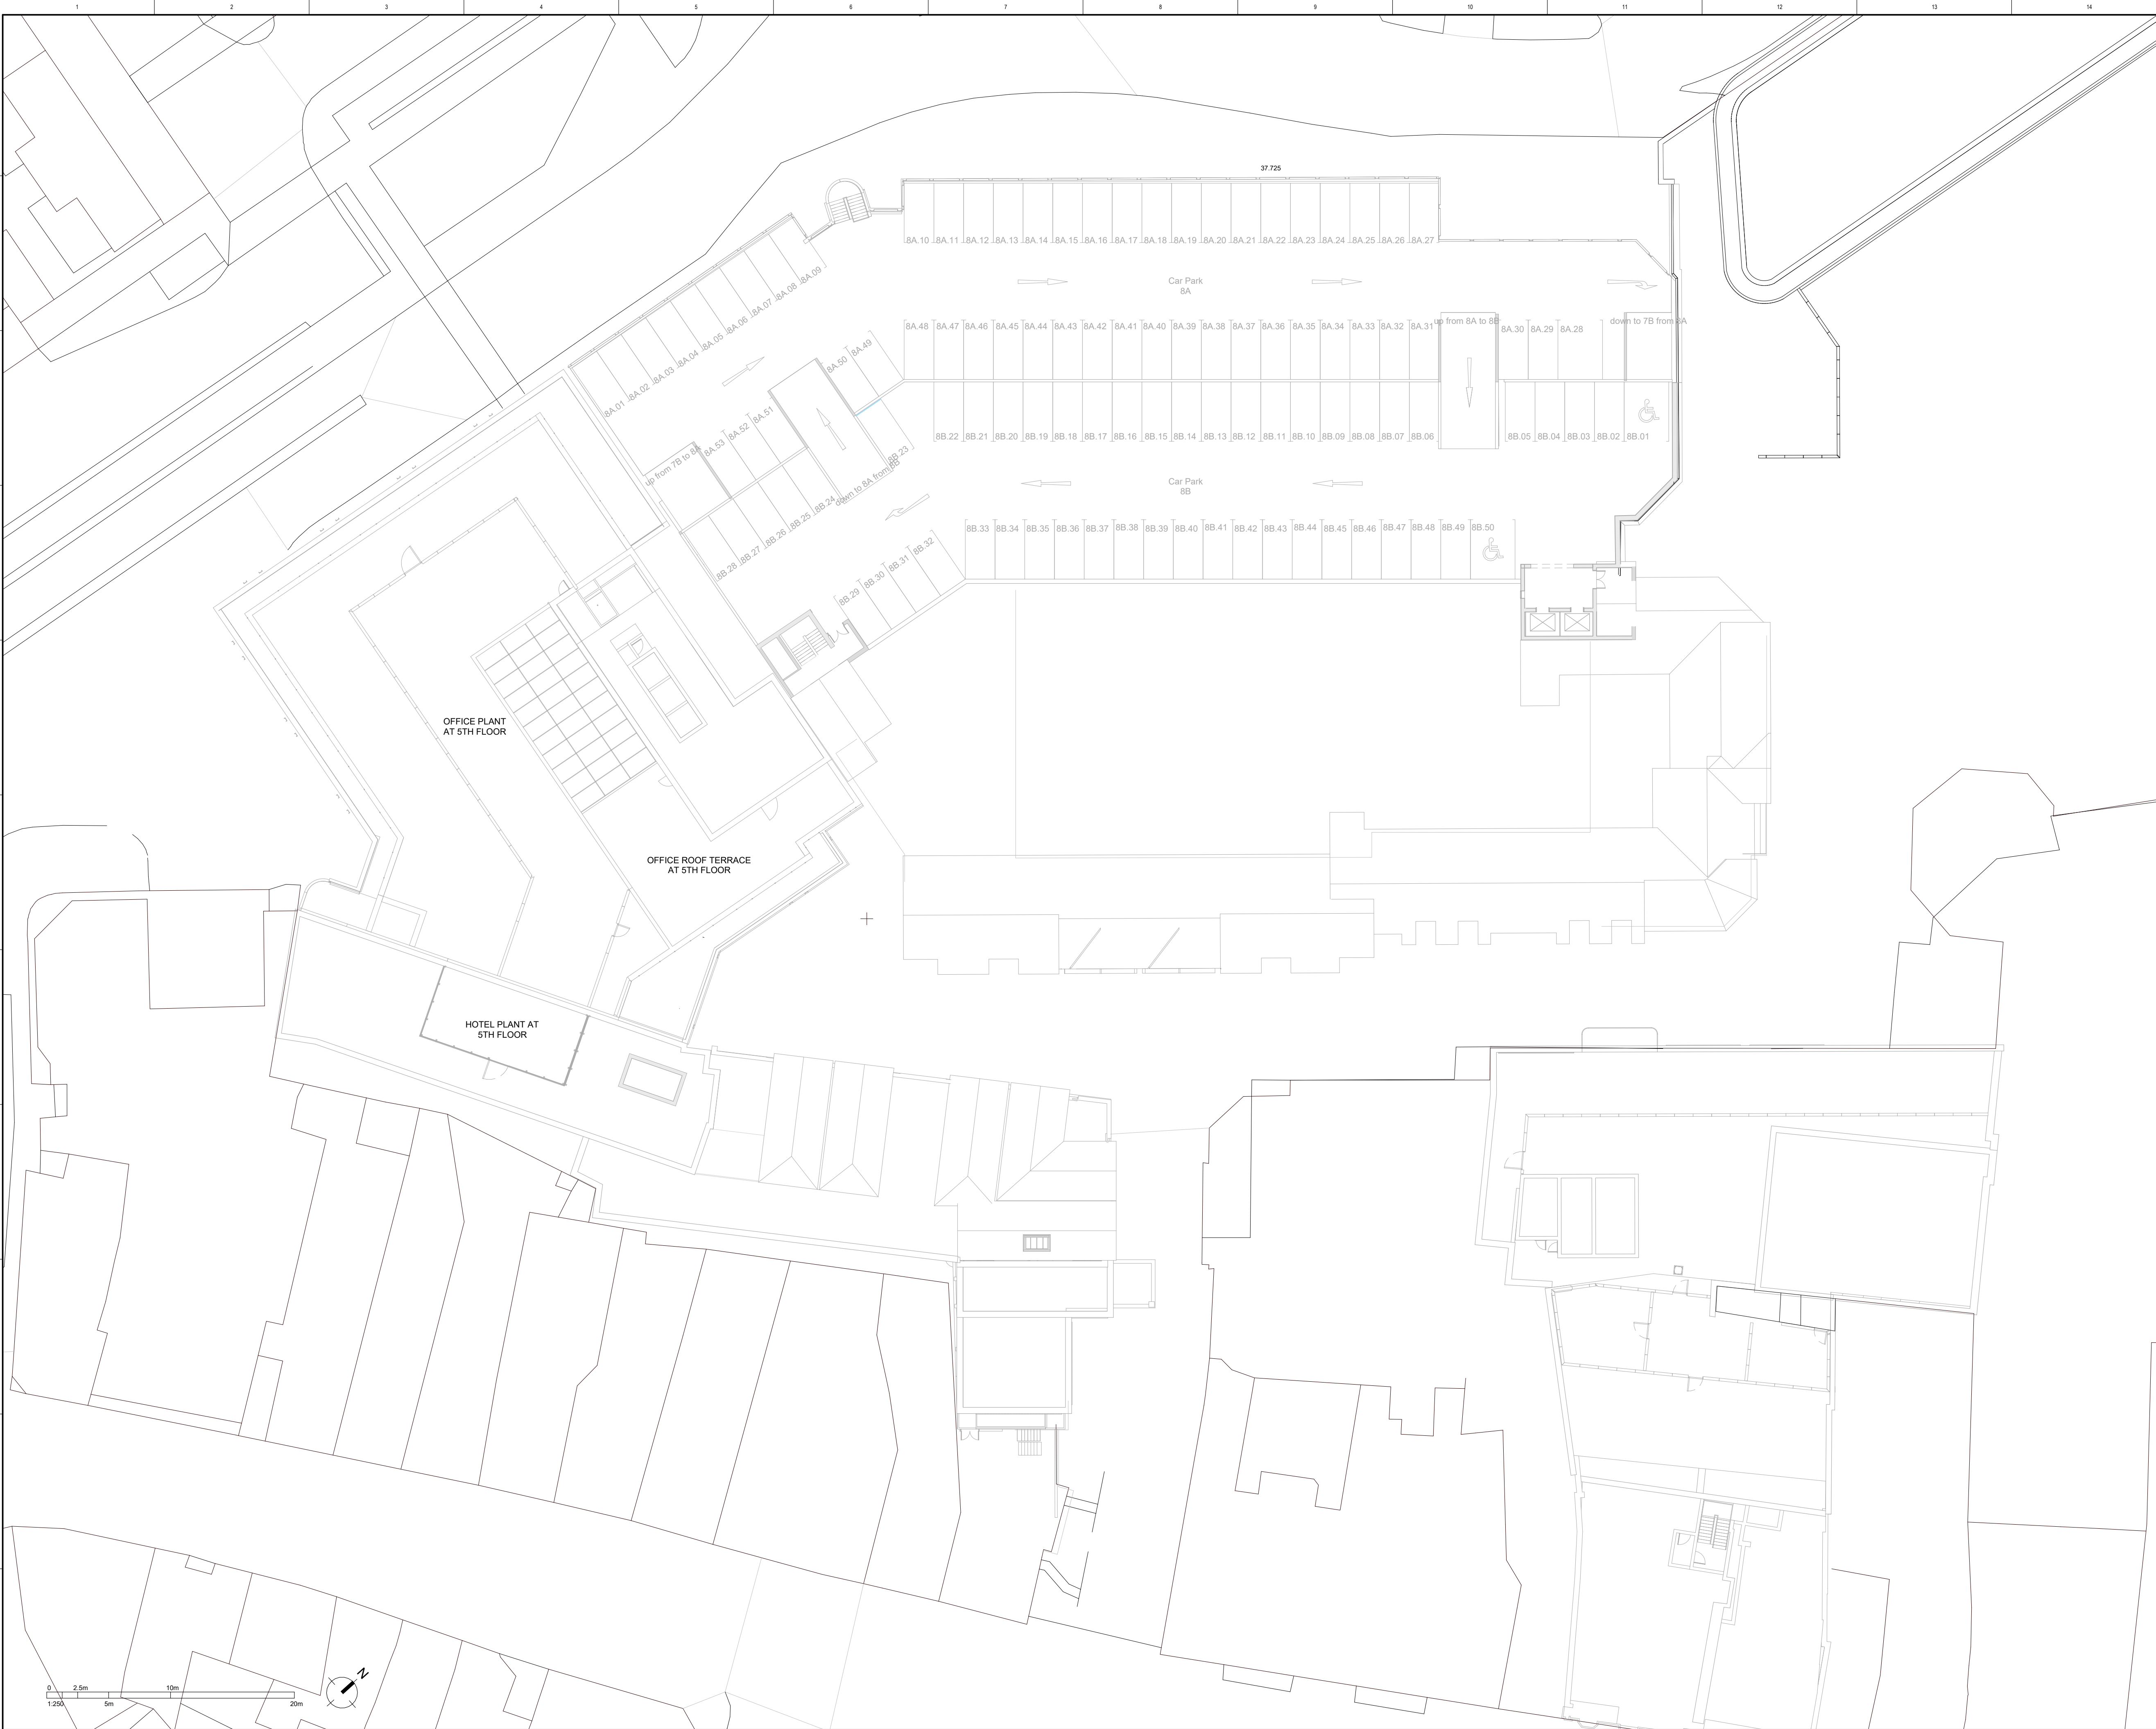 1 2 3 4 5 6 7 8 9 10 11 12 13 14
37.725
8A.10 8A.11 8A.12 8A.13 8A.14 8A.15 8A.16 8A.17 8A.18 8A.19 8A.20 8A.21 8A.22 8A.23 8A.24 8A.25 8A.26 8A.27
8A.01 8A.02 8A.03 8A.04 8A.05 8A.06 8A.07 8A.08 8A.09
Car Park
8A
8A.48 8A.47 8A.46 8A.45 8A.44 8A.43 8A.42 8A.41 8A.40 8A.39 8A.38 8A.37 8A.36 8A.35 8A.34 8A.33 8A.32 8A.31
up from 8A to 8B
8A.30 8A.29 8A.28
down to 7B from 8A
8A.53 8A.52 8A.51
8A.50 8A.49
up from 7B to 8A
8B.22 8B.21 8B.20 8B.19 8B.18 8B.17 8B.16 8B.15 8B.14 8B.13 8B.12 8B.11 8B.10 8B.09 8B.08 8B.07 8B.06
8B.05 8B.04 8B.03 8B.02 8B.01
8B.23
down to 8A from 8B
Car Park
8B
8B.28 8B.27 8B.26 8B.25 8B.24
8B.29 8B.30 8B.31 8B.32
8B.33 8B.34 8B.35 8B.36 8B.37 8B.38 8B.39 8B.40 8B.41 8B.42 8B.43 8B.44 8B.45 8B.46 8B.47 8B.48 8B.49 8B.50
OFFICE PLANT
AT 5TH FLOOR
OFFICE ROOF TERRACE
AT 5TH FLOOR
HOTEL PLANT AT
5TH FLOOR
N
0 2.5m 10m
1:250 5m 20m